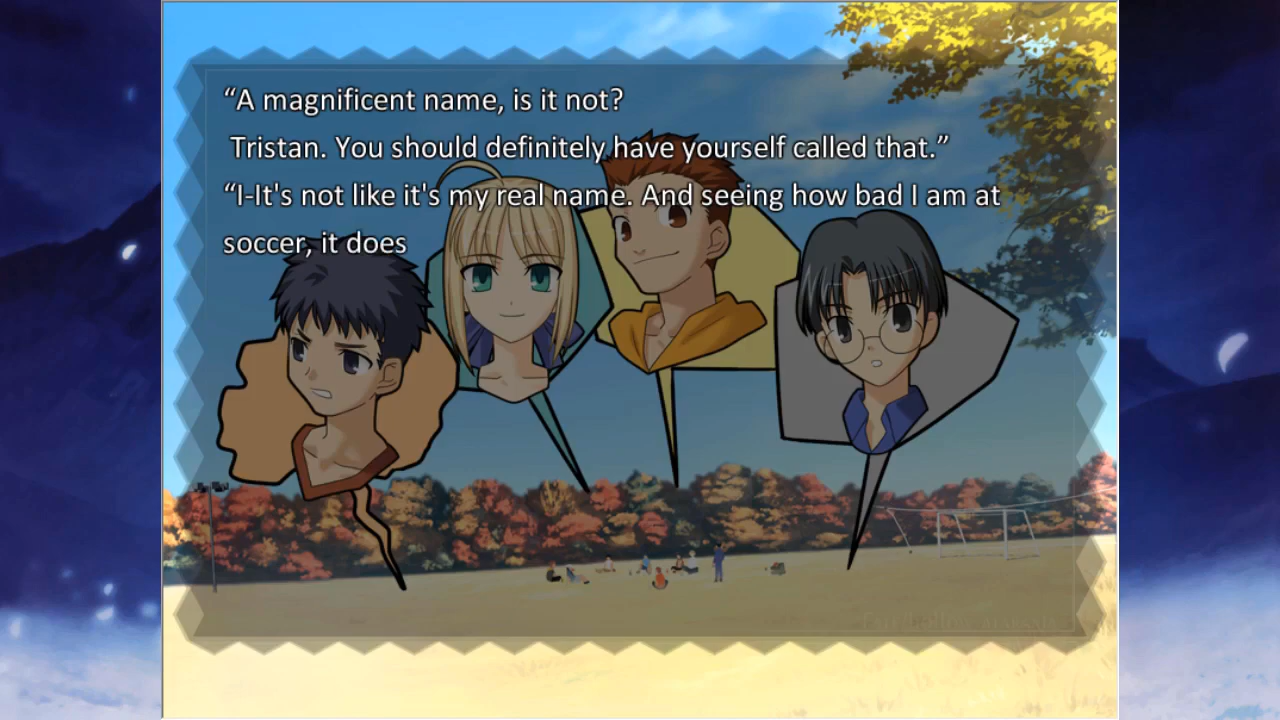 “A magnificent name, is it not?
Tristan. You should definitely have yourself called that.”
“I-It's not like it's my real name. And seeing how bad I am at
soccer, it does